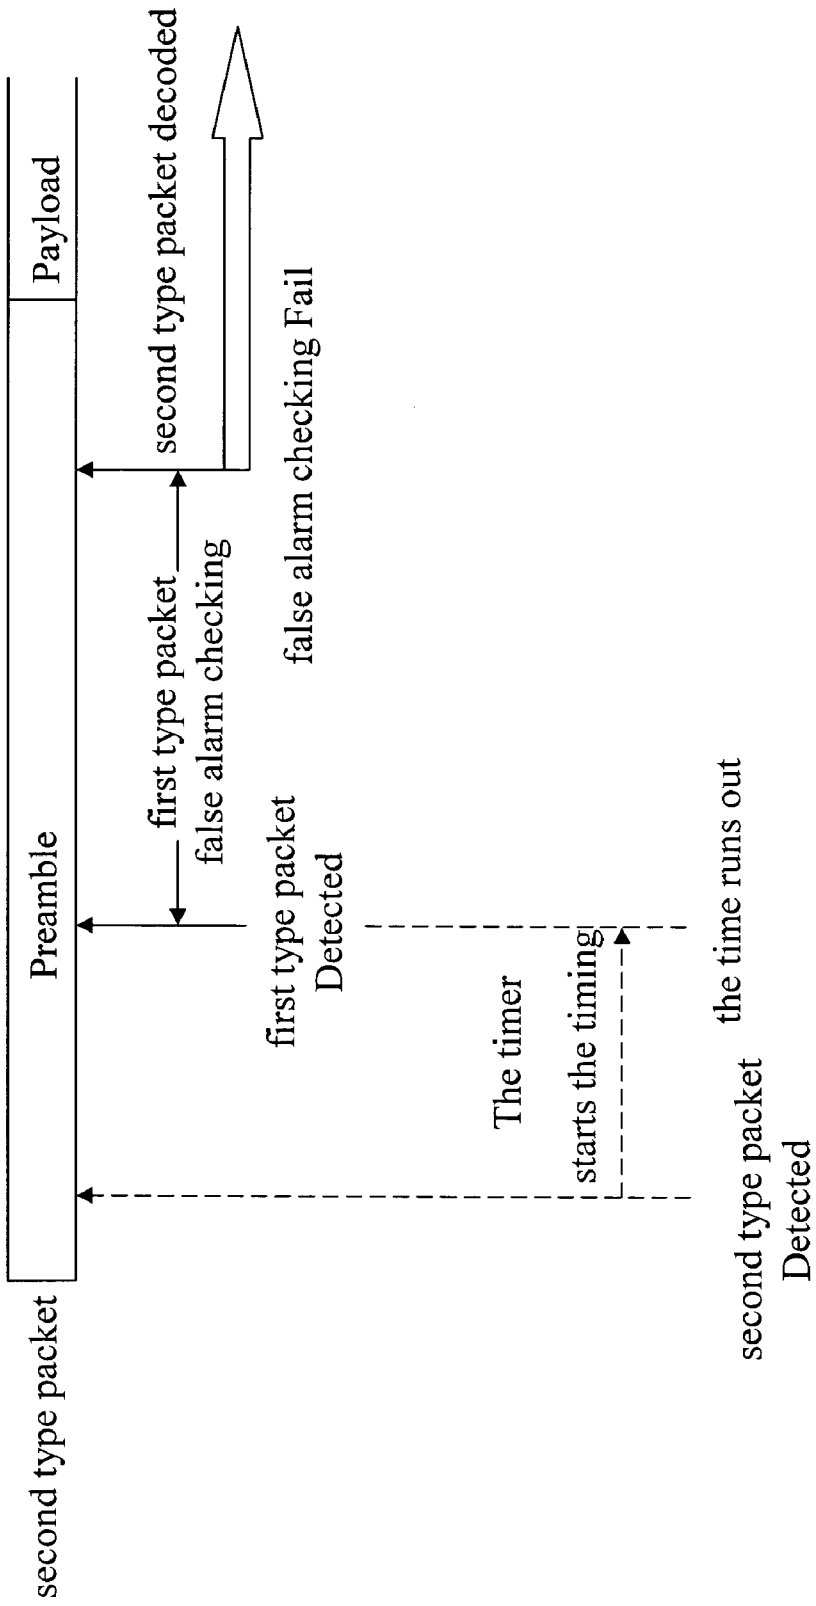 second type packet
Preamble
Payload
first type packet
false alarm checking
second type packet decoded
first type packet
Detected
false alarm checking Fail
The timer
starts the timing
second type packet
Detected
the time runs out